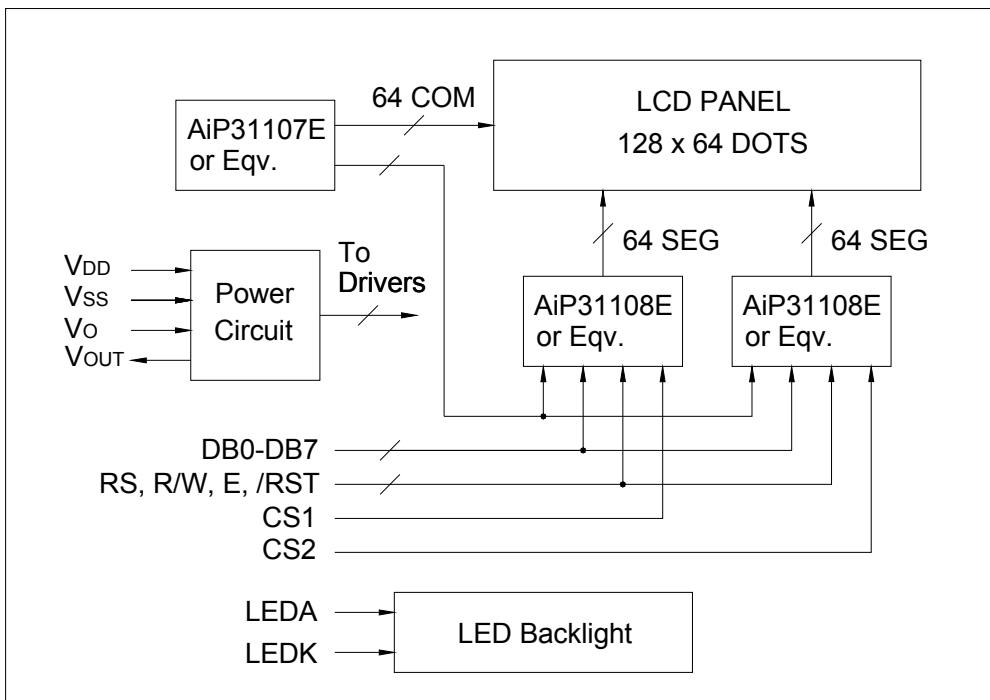 64 COM
AiP31107E
or Eqv.
LCD PANEL
128 x 64 DOTS
64 SEG
64 SEG
To
Drivers
VDD
VSS
VO
VOUT
Power
Circuit
AiP31108E
or Eqv.
AiP31108E
or Eqv.
DB0-DB7
RS, R/W, E, /RST
CS1
CS2
LEDA
LEDK
LED Backlight